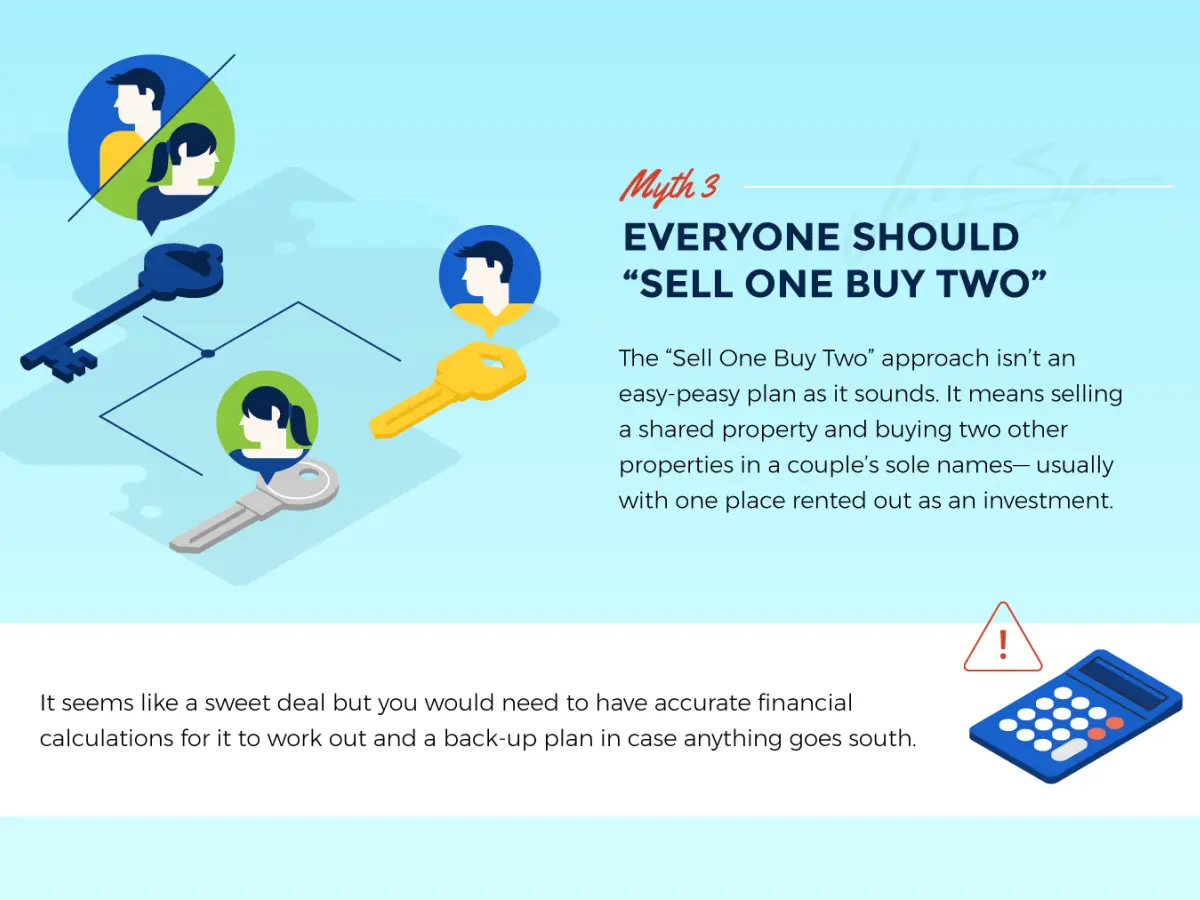 Myth 3
EVERYONE SHOULD
“SELL ONE BUY TWO”
The “Sell One Buy Two” approach isn’t an
easy-peasy plan as it sounds. It means selling
a shared property and buying two other
properties in a couple’s sole names— usually
with one place rented out as an investment.
!
It seems like a sweet deal but you would need to have accurate financial
calculations for it to work out and a back-up plan in case anything goes south.